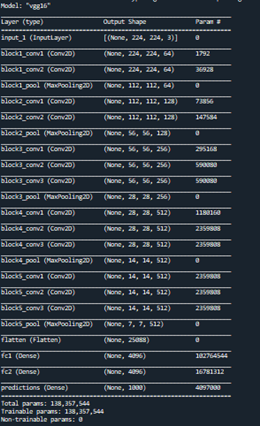 Model: "vgg16"
Layer (type) Output Shape Param #
input_1 (InputLayer) [(None, 224, 224, 3)] 0
block1_conv1 (Conv2D) (None, 224, 224, 64) 1792
block1_conv2 (Conv2D) (None, 224, 224, 64) 36928
block1_pool (MaxPooling2D) (None, 112, 112, 64) 0
block2_conv1 (Conv2D) (None, 112, 112, 128) 73856
block2_conv2 (Conv2D) (None, 112, 112, 128) 147584
block2_pool (MaxPooling2D) (None, 56, 56, 128) 0
block3_conv1 (Conv2D) (None, 56, 56, 256) 295168
block3_conv2 (Conv2D) (None, 56, 56, 256) 590080
block3_conv3 (Conv2D) (None, 56, 56, 256) 590080
block3_pool (MaxPooling2D) (None, 28, 28, 256) 0
block4_conv1 (Conv2D) (None, 28, 28, 512) 1180160
block4_conv2 (Conv2D) (None, 28, 28, 512) 2359808
block4_conv3 (Conv2D) (None, 28, 28, 512) 2359808
block4_pool (MaxPooling2D) (None, 14, 14, 512) 0
block5_conv1 (Conv2D) (None, 14, 14, 512) 2359808
block5_conv2 (Conv2D) (None, 14, 14, 512) 2359808
block5_conv3 (Conv2D) (None, 14, 14, 512) 2359808
block5_pool (MaxPooling2D) (None, 7, 7, 512) 0
flatten (Flatten) (None, 25088) 0
fc1 (Dense) (None, 4096) 102764544
fc2 (Dense) (None, 4096) 16781312
predictions (Dense) (None, 1000) 4097000
Total params: 138,357,544
Trainable params: 138,357,544
Non-trainable params: 0